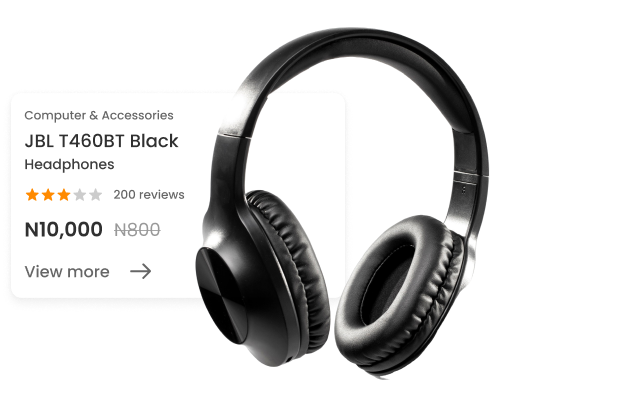 Computer & Accessories
JBL T460BT Black
Headphones
200 reviews
N10,000 N800
View more